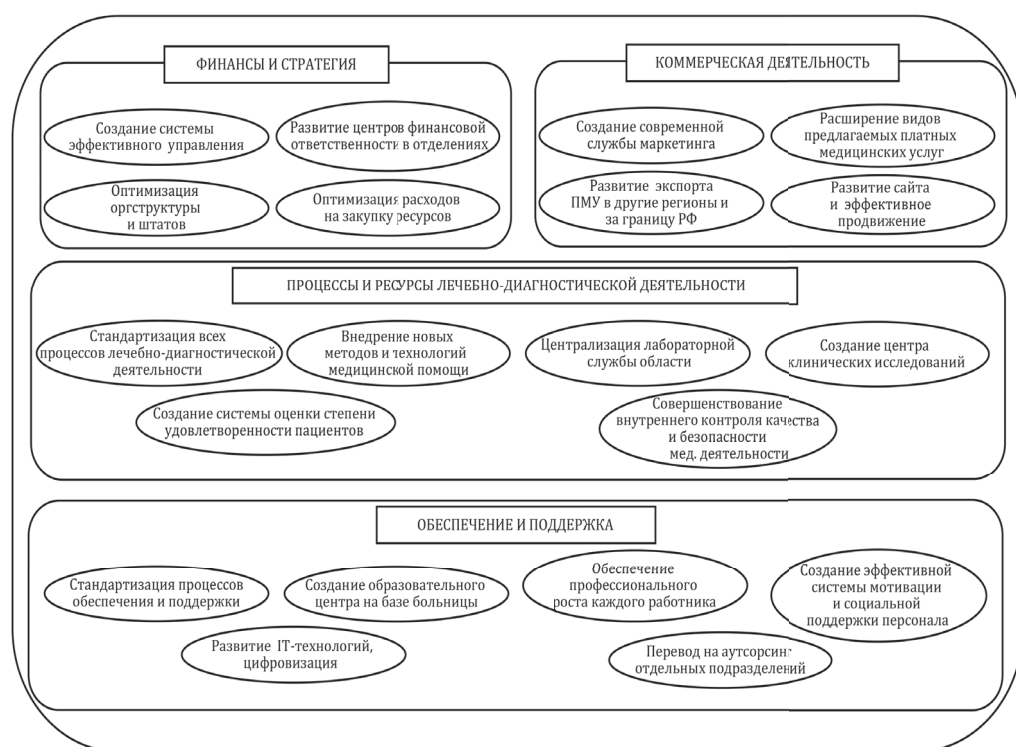 ФИНАНСЫ И СТРАТЕГИЯ
Создание системы
эффективного управления
Развитие центров финансовой
ответственности в отделениях
Оптимизация
оргструктуры
и штатов
Оптимизация расходов
на закупку ресурсов
КОММЕРЧЕСКАЯ ДЕЯТЕЛЬНОСТЬ
Создание современной
службы маркетинга
Расширение видов
предлагаемых платных
медицинских услуг
Развитие экспорта
ПМУ в другие регионы и
за границу РФ
Развитие сайта
и эффективное
продвижение
ПРОЦЕССЫ И РЕСУРСЫ ЛЕЧЕБНО-ДИАГНОСТИЧЕСКОЙ ДЕЯТЕЛЬНОСТИ
Стандартизация всех
процессов лечебно-диагностической
деятельности
Внедрение новых
методов и технологий
медицинской помощи
Централизация лабораторной
службы области
Создание центра
клинических исследований
Создание системы оценки степени
удовлетворенности пациентов
Совершенствование
внутреннего контроля качества
и безопасности
мед. деятельности
ОБЕСПЕЧЕНИЕ И ПОДДЕРЖКА
Стандартизация процессов
обеспечения и поддержки
Создание образовательного
центра на базе больницы
Обеспечение
профессионального
роста каждого работника
Создание эффективной
системы мотивации
и социальной
поддержки персонала
Развитие IT-технологий,
цифровизация
Перевод на аутсорсинг
отдельных подразделений